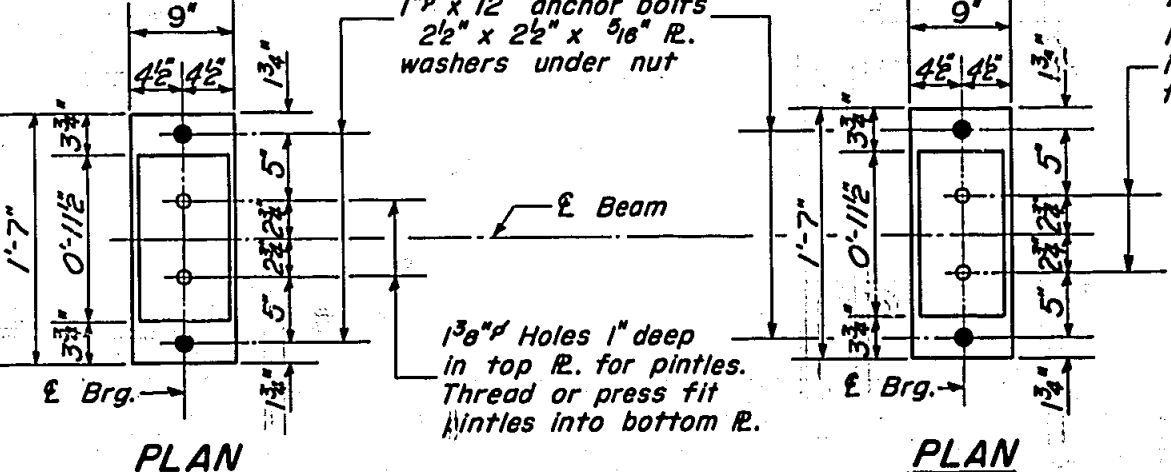 9"
1"ø x 12" anchor bolts
2½" x 2½" x 5/16" ℞.
washers under nut
4½" 4½"
1¾"
3¾"
5"
2¾"
2¾"
5"
1'-7"
0'-11½"
3¾"
1¾"
℄ Beam
1⅜"ø Holes 1" deep
in top ℞. for pintles.
Thread or press fit
pintles into bottom ℞.
℄ Brg.
PLAN
9"
4½" 4½"
1¾"
3¾"
5"
2¾"
2¾"
5"
1'-7"
0'-11½"
3¾"
1¾"
℄ Brg.
PLAN